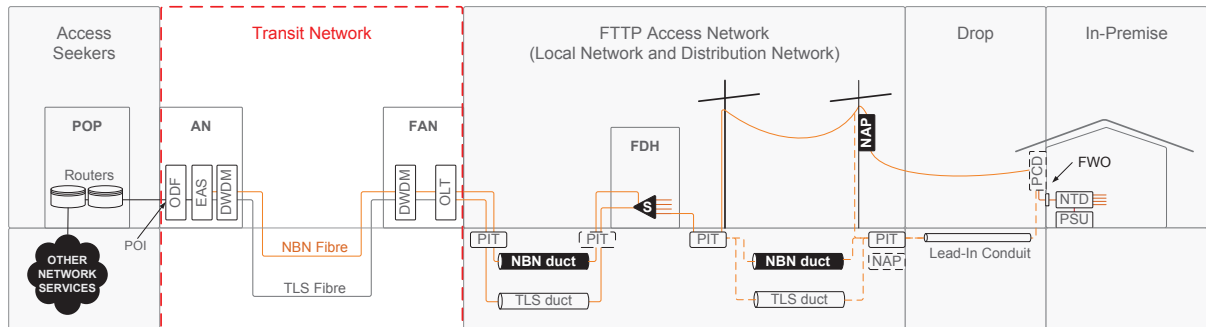 Access
Seekers
Transit Network
FTTP Access Network
(Local Network and Distribution Network)
Drop
In-Premise
POP
Routers
POI
OTHER
NETWORK
SERVICES
AN
ODF
EAS
DWDM
NBN Fibre
TLS Fibre
FAN
DWDM
OLT
PIT
NBN duct
TLS duct
PIT
FDH
S
PIT
NBN duct
TLS duct
NAP
PIT
NAP
Lead-In Conduit
PCD
FWO
NTD
PSU